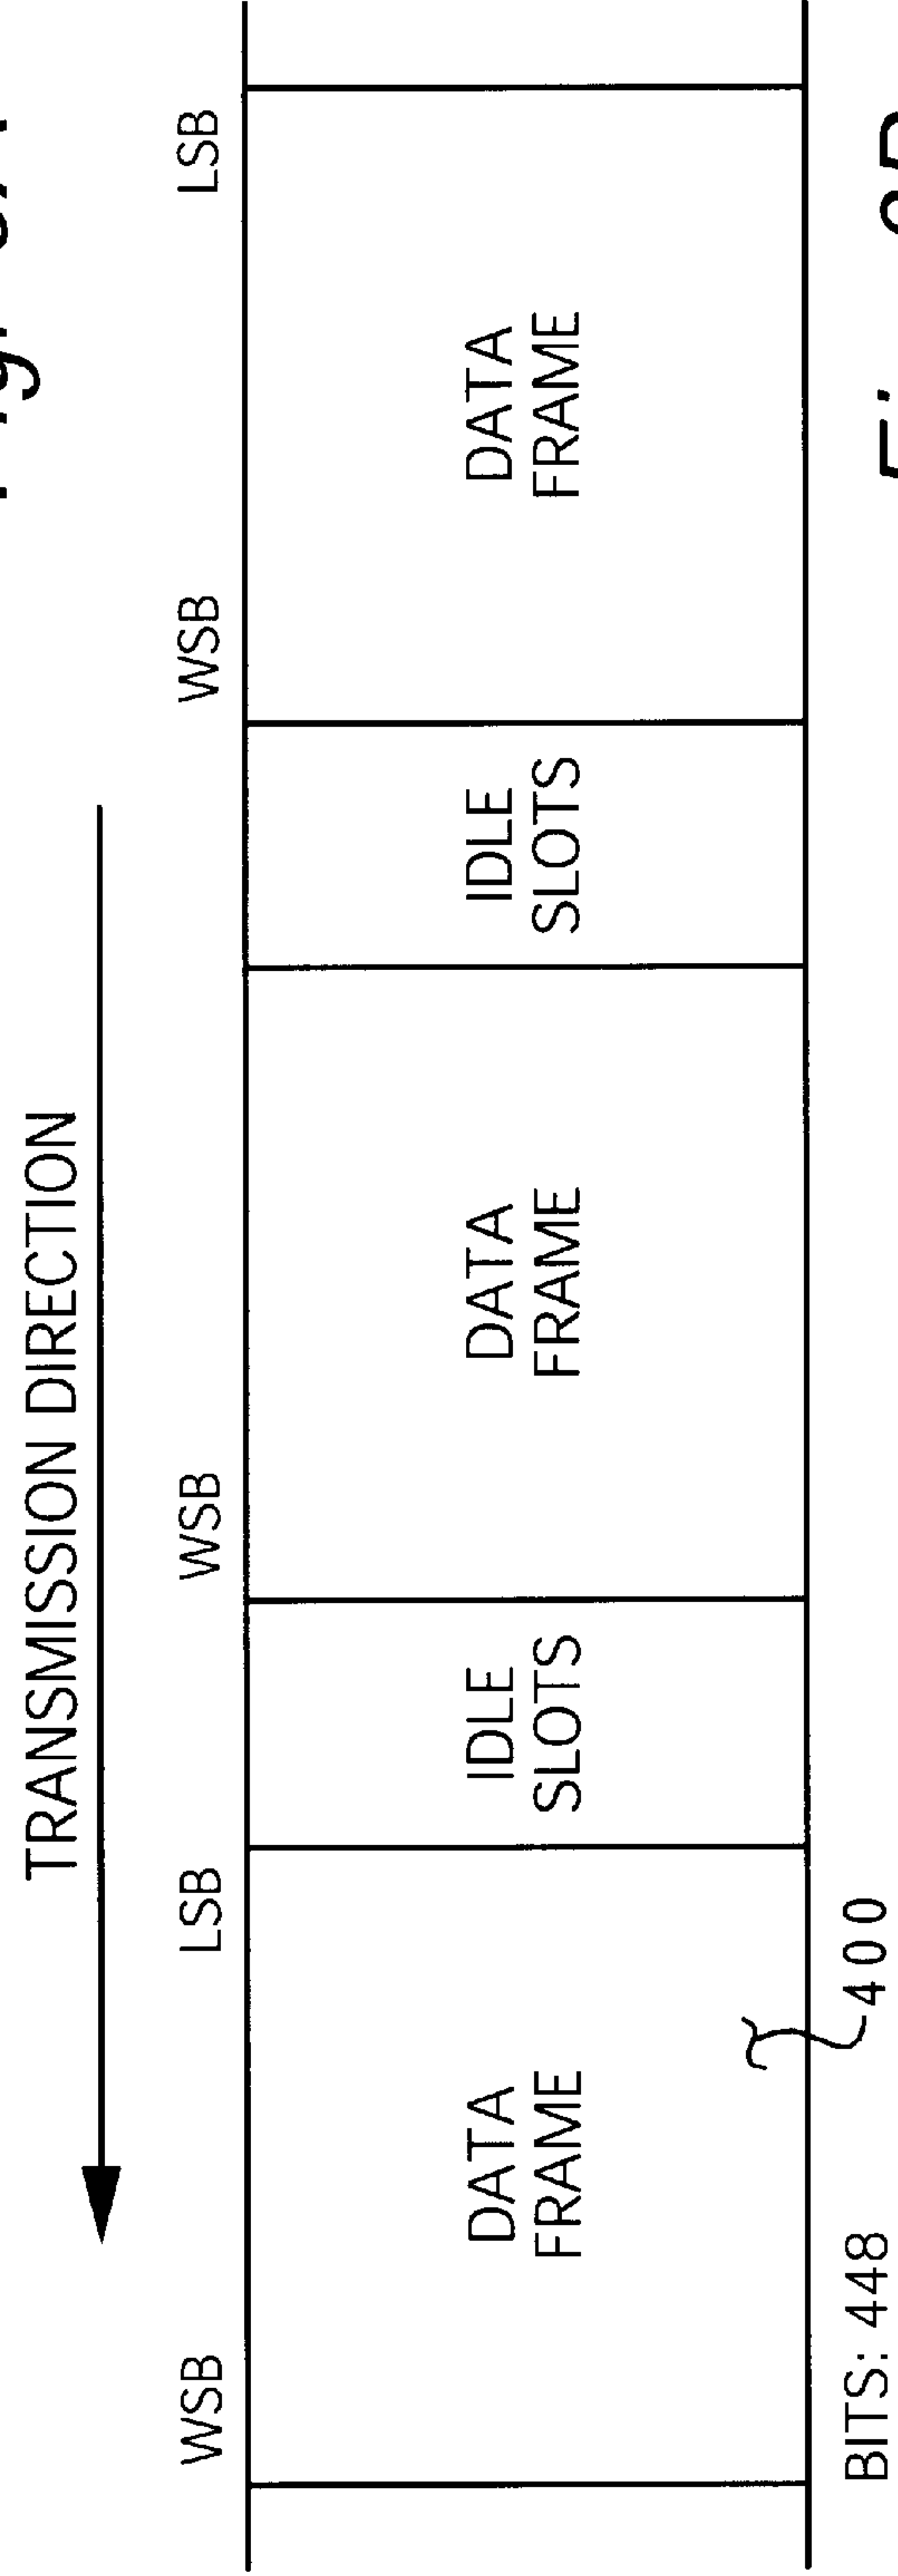 TRANSMISSION DIRECTION
WSB LSB WSB WSB LSB
DATA IDLE DATA IDLE DATA
FRAME SLOTS FRAME SLOTS FRAME
BITS: 448 400